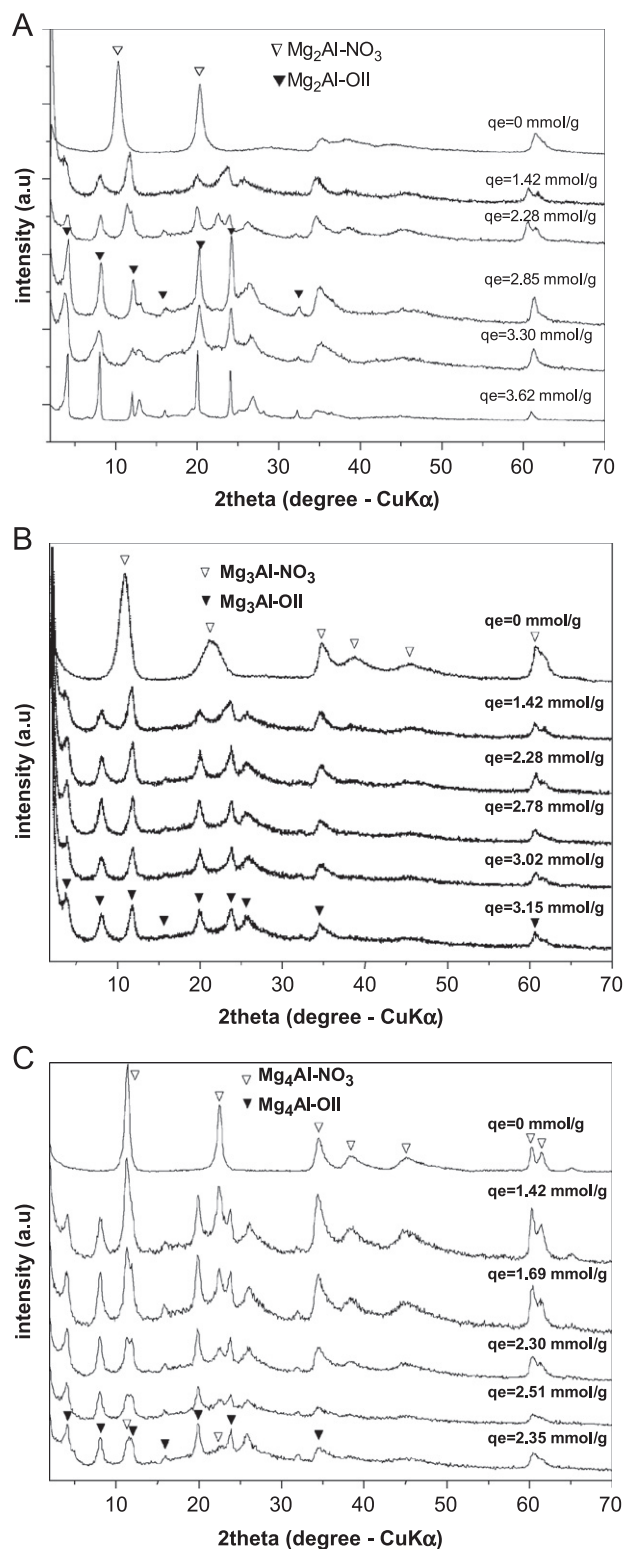 A
▽ Mg₂Al-NO₃
▼ Mg₂Al-OII
qe=0 mmol/g
qe=1.42 mmol/g
qe=2.28 mmol/g
qe=2.85 mmol/g
qe=3.30 mmol/g
qe=3.62 mmol/g
intensity (a.u)
10 20 30 40 50 60 70
2theta (degree - CuKα)
B
▽ Mg₃Al-NO₃
▼ Mg₃Al-OII
qe=0 mmol/g
qe=1.42 mmol/g
qe=2.28 mmol/g
qe=2.78 mmol/g
qe=3.02 mmol/g
qe=3.15 mmol/g
intensity (a.u)
10 20 30 40 50 60 70
2theta (degree - CuKα)
C
▽ Mg₄Al-NO₃
▼ Mg₄Al-OII
qe=0 mmol/g
qe=1.42 mmol/g
qe=1.69 mmol/g
qe=2.30 mmol/g
qe=2.51 mmol/g
qe=2.35 mmol/g
intensity (a.u)
10 20 30 40 50 60 70
2theta (degree - CuKα)